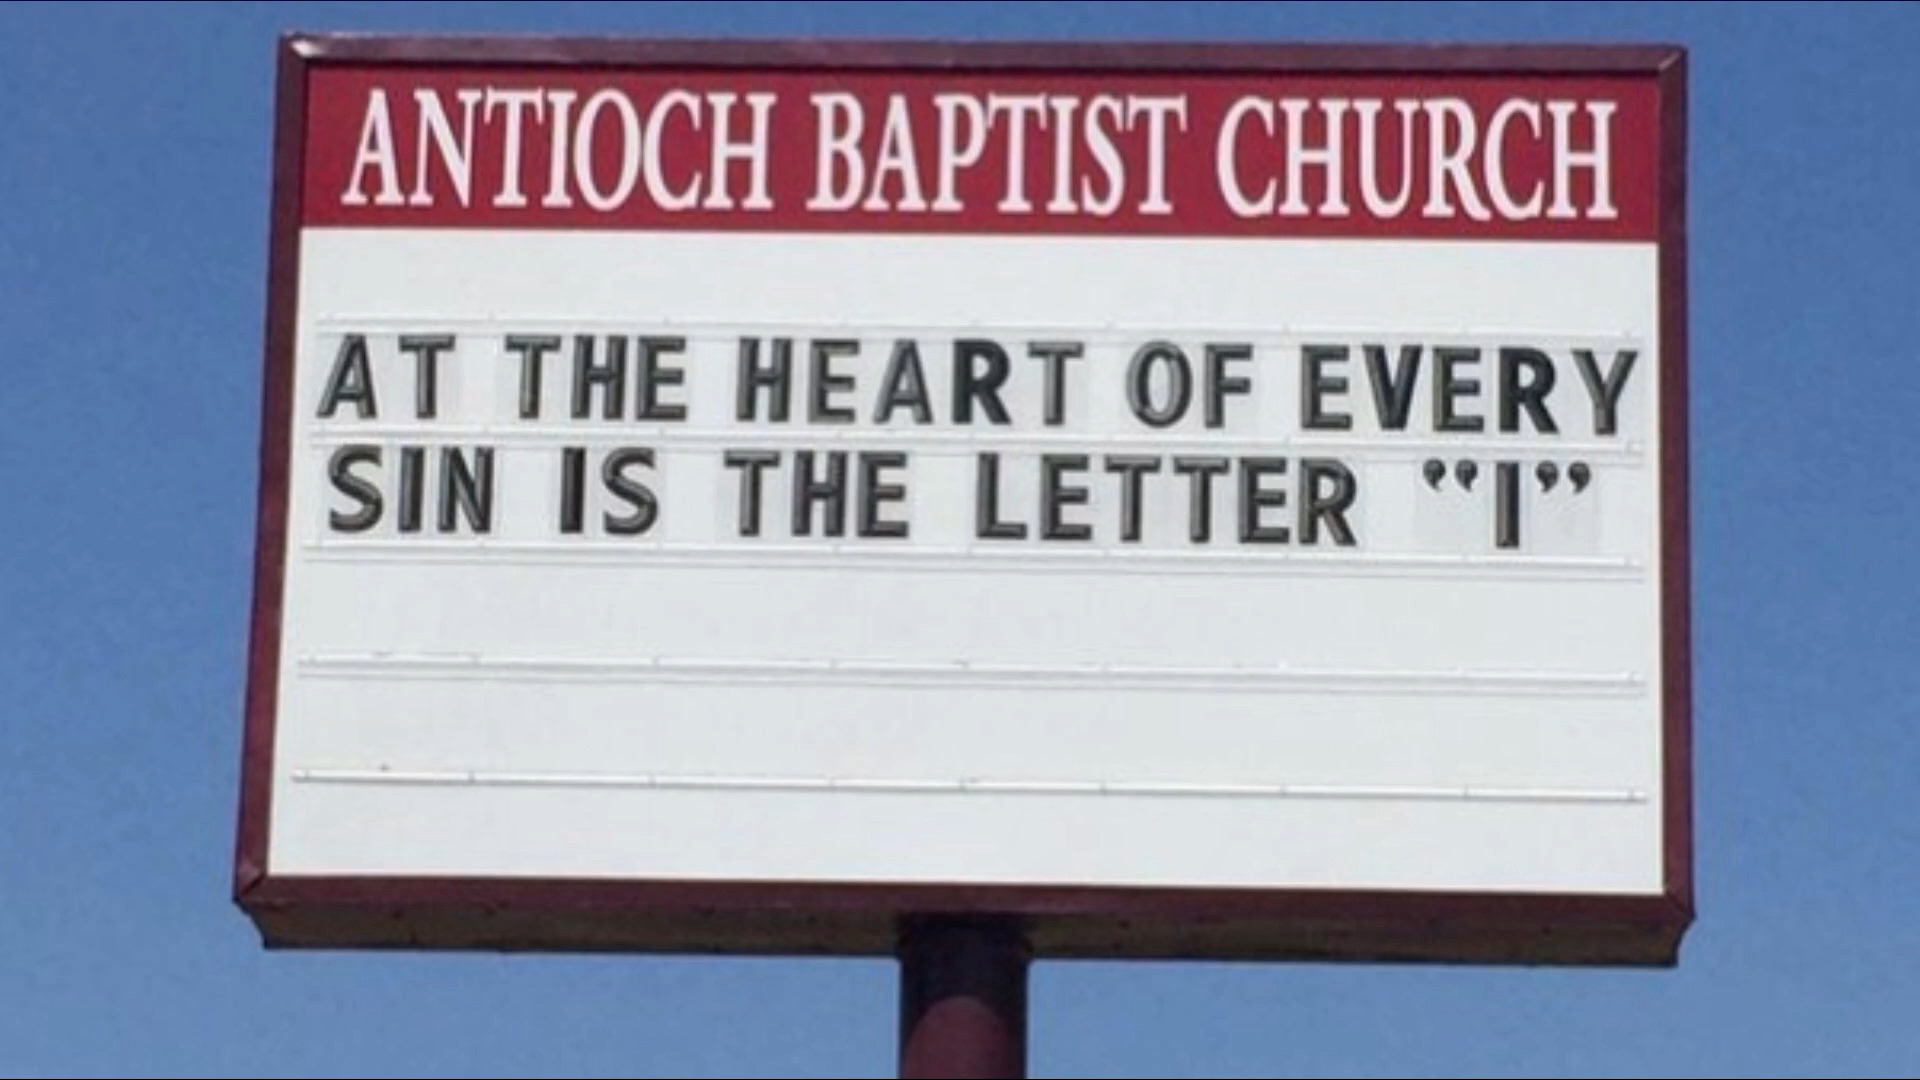 ANTIOCH BAPTIST CHURCH
AT THE HEART OF EVERY
SIN IS THE LETTER "I"